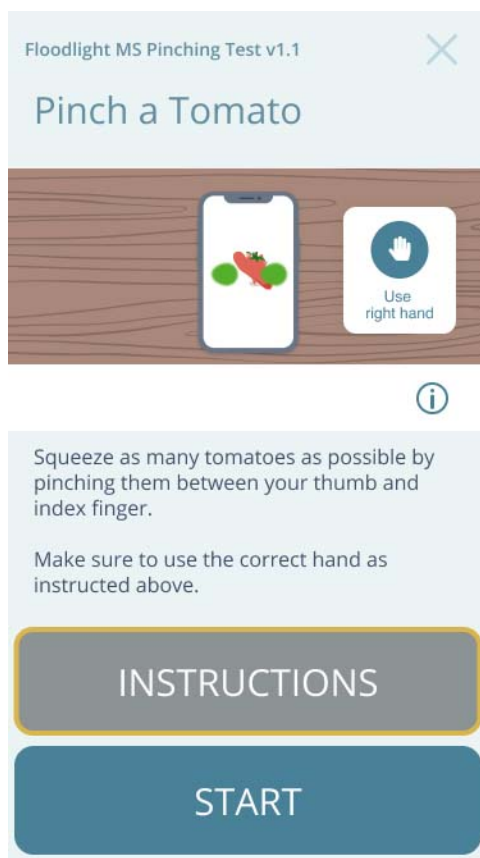 Floodlight MS Pinching Test v1.1
Pinch a Tomato
Use
right hand
Squeeze as many tomatoes as possible by
pinching them between your thumb and
index finger.
Make sure to use the correct hand as
instructed above.
INSTRUCTIONS
START